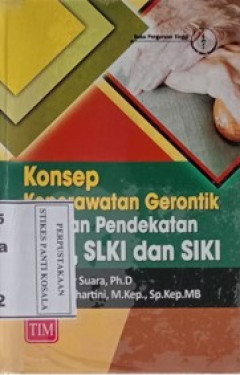 Buku Perguruan Tinggi
Konsep
Gerontik
Pendekatan
SLKI dan SIKI
Suara, Ph.D
M.Kep., Sp.Kep.MB
PERPUSTAKAAN
STIKES PANTI KOSALA
TIM